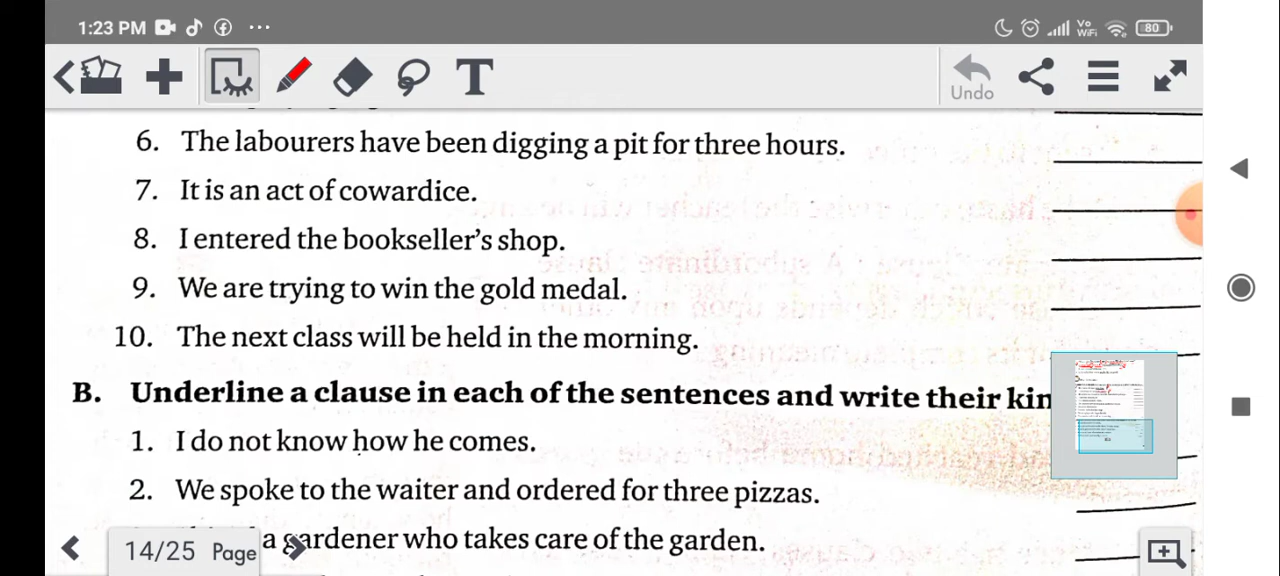 1:23 PM ...
Vo WiFi 80
T
Undo
6. The labourers have been digging a pit for three hours.
7. It is an act of cowardice.
8. I entered the bookseller's shop.
9. We are trying to win the gold medal.
10. The next class will be held in the morning.
B. Underline a clause in each of the sentences and write their kin
1. I do not know how he comes.
2. We spoke to the waiter and ordered for three pizzas.
a gardener who takes care of the garden.
14/25 Page